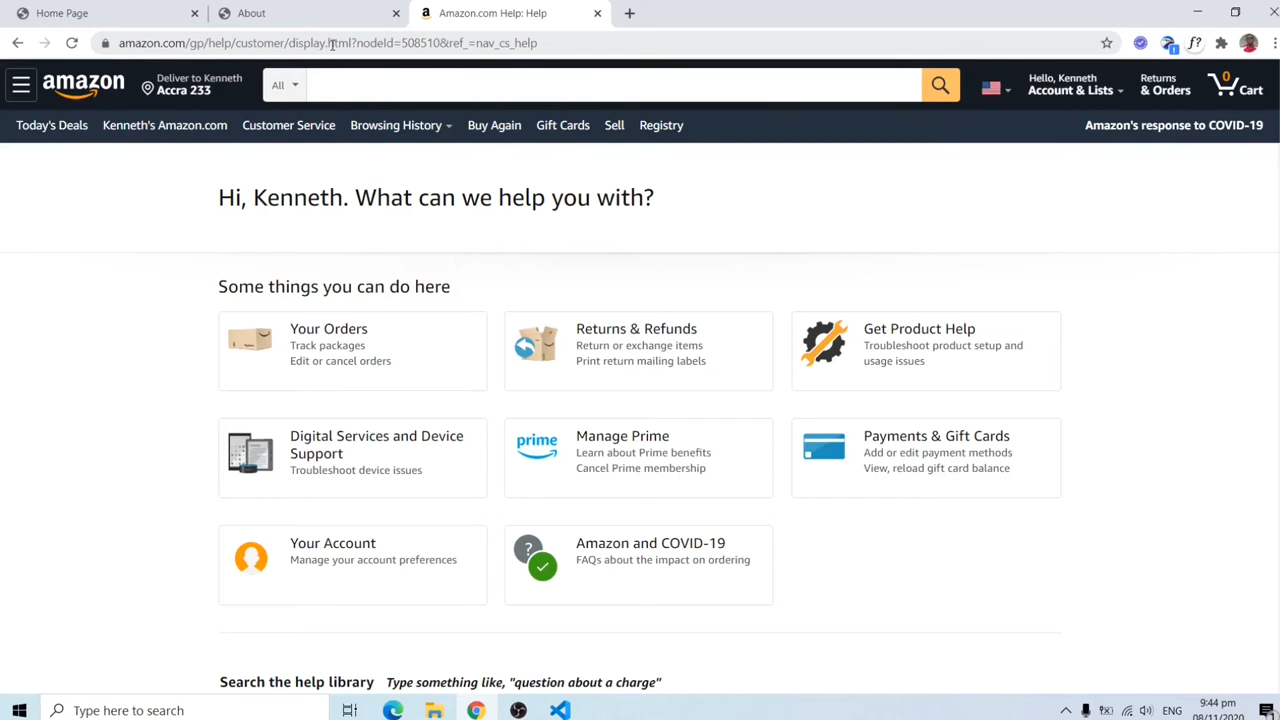 Home Page
About
Amazon.com Help: Help
amazon.com/gp/help/customer/display.html?nodeId=508510&ref_=nav_cs_help
amazon
Deliver to Kenneth
Accra 233
All
Hello, Kenneth
Account & Lists
Returns
& Orders
0
Cart
Today's Deals
Kenneth's Amazon.com
Customer Service
Browsing History
Buy Again
Gift Cards
Sell
Registry
Amazon's response to COVID-19
Hi, Kenneth. What can we help you with?
Some things you can do here
Your Orders
Track packages
Edit or cancel orders
Returns & Refunds
Return or exchange items
Print return mailing labels
Get Product Help
Troubleshoot product setup and
usage issues
Digital Services and Device
Support
Troubleshoot device issues
prime
Manage Prime
Learn about Prime benefits
Cancel Prime membership
Payments & Gift Cards
Add or edit payment methods
View, reload gift card balance
Your Account
Manage your account preferences
?
Amazon and COVID-19
FAQs about the impact on ordering
Search the help library Type something like, "question about a charge"
Type here to search
ENG
9:44 pm
08/11/2020